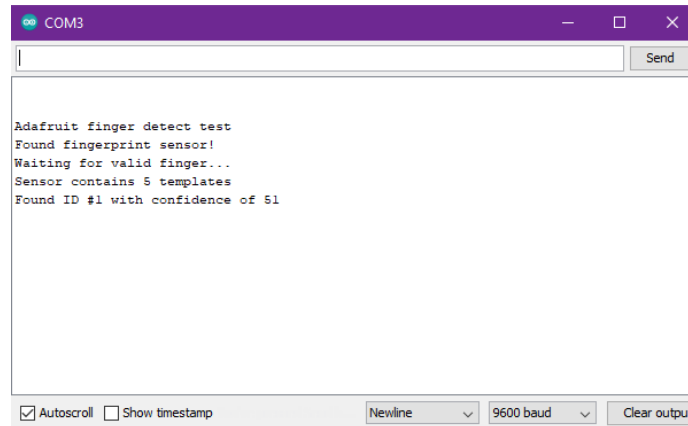 COM3
Send
Adafruit finger detect test
Found fingerprint sensor!
Waiting for valid finger...
Sensor contains 5 templates
Found ID #1 with confidence of 51
Autoscroll Show timestamp Newline 9600 baud Clear outpu